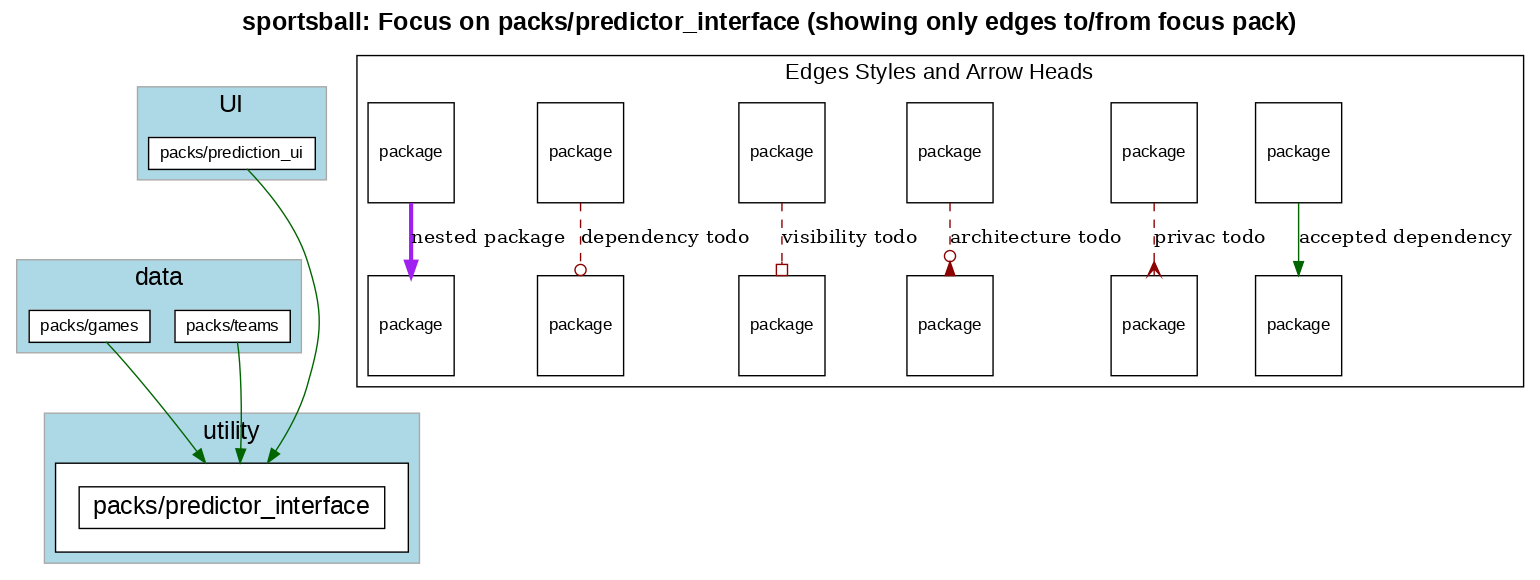 sportsball: Focus on packs/predictor_interface (showing only edges to/from focus pack)
UI
packs/prediction_ui
data
packs/games
packs/teams
utility
packs/predictor_interface
Edges Styles and Arrow Heads
package
package
package
package
package
package
nested package
dependency todo
visibility todo
architecture todo
privac todo
accepted dependency
package
package
package
package
package
package